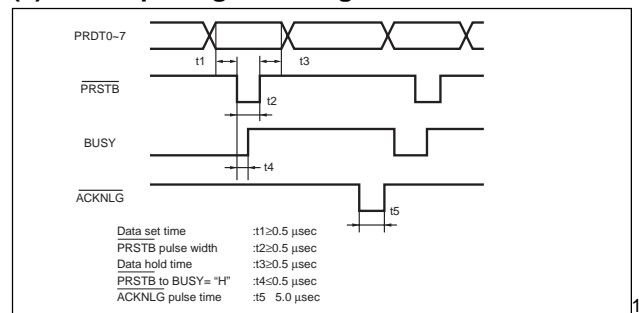 PRDT0~7
t1
t3
PRSTB
t2
BUSY
t4
ACKNLG
t5
Data set time :t1≥0.5 μsec
PRSTB pulse width :t2≥0.5 μsec
Data hold time :t3≥0.5 μsec
PRSTB to BUSY= “H” :t4≤0.5 μsec
ACKNLG pulse time :t5 5.0 μsec
1